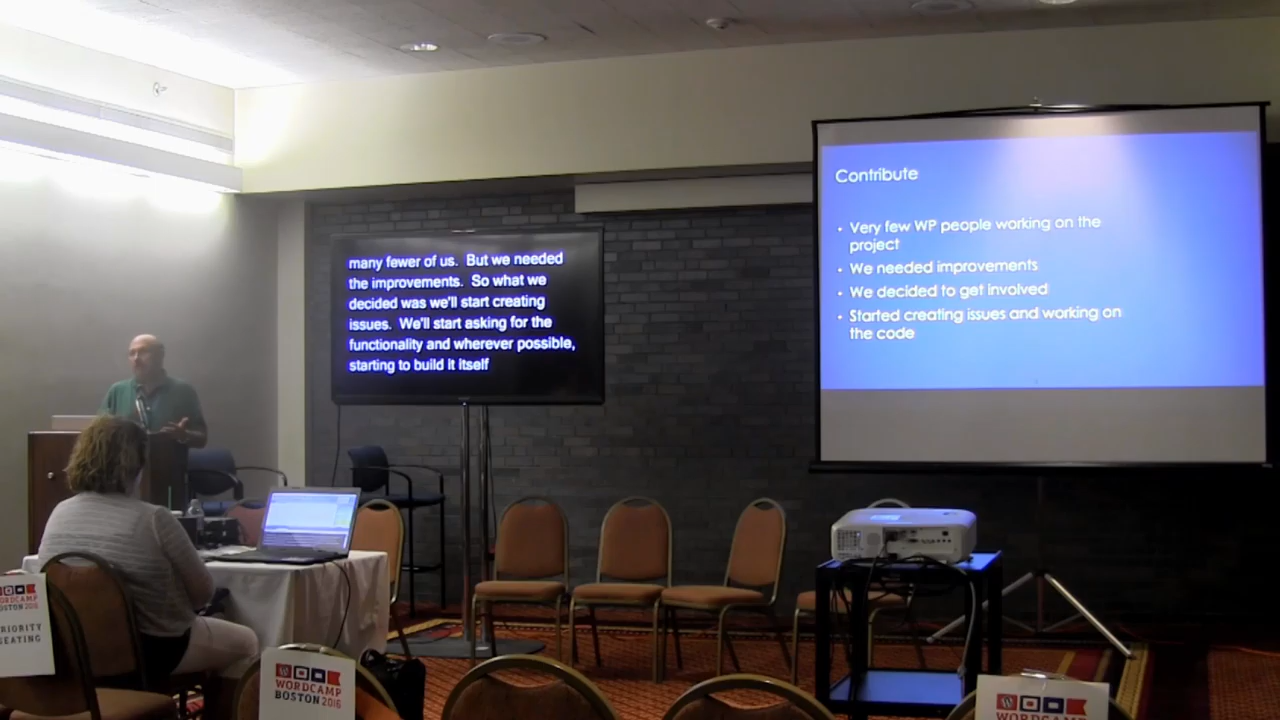 many fewer of us.  But we needed
the improvements.  So what we
decided was we'll start creating
issues.  We'll start asking for the
functionality and wherever possible,
starting to build it itself
Contribute
• Very few WP people working on the
project
• We needed improvements
• We decided to get involved
• Started creating issues and working on
the code
WORDCAMP
BOSTON 2016
RIORITY
EATING
WORDCAMP
BOSTON 2016
WORDCAMP